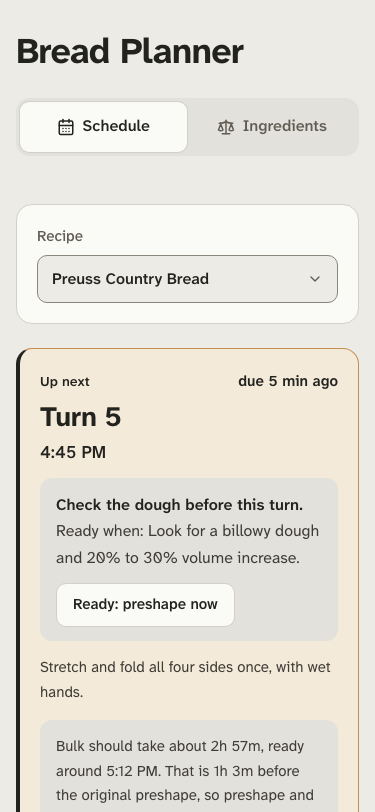 Bread Planner
Schedule
Ingredients
Recipe
Preuss Country Bread
Up next
due 5 min ago
Turn 5
4:45 PM
Check the dough before this turn.
Ready when: Look for a billowy dough
and 20% to 30% volume increase.
Ready: preshape now
Stretch and fold all four sides once, with wet
hands.
Bulk should take about 2h 57m, ready
around 5:12 PM. That is 1h 3m before
the original preshape, so preshape and